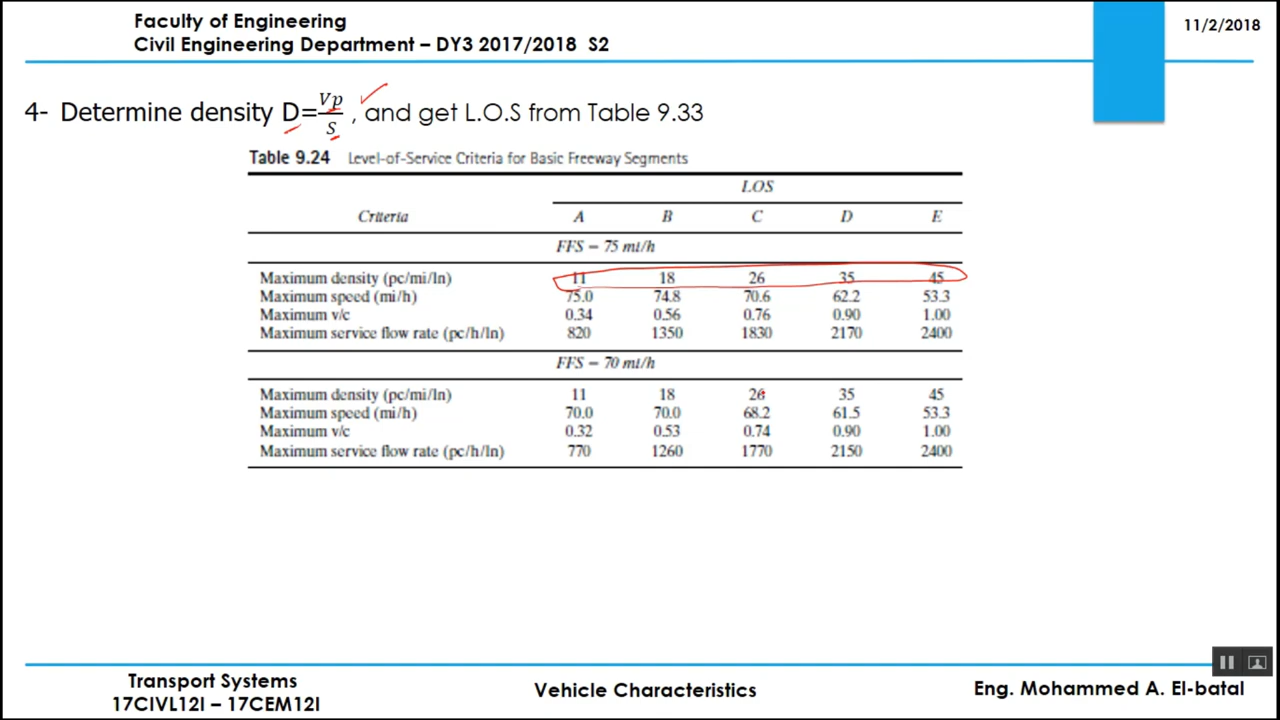 Faculty of Engineering
11/2/2018
Civil Engineering Department – DY3 2017/2018 S2
4- Determine density D=Vp/S , and get L.O.S from Table 9.33
Table 9.24 Level-of-Service Criteria for Basic Freeway Segments
LOS
Criteria A B C D E
FFS = 75 mi/h
Maximum density (pc/mi/ln) 11 18 26 35 45
Maximum speed (mi/h) 75.0 74.8 70.6 62.2 53.3
Maximum v/c 0.34 0.56 0.76 0.90 1.00
Maximum service flow rate (pc/h/ln) 820 1350 1830 2170 2400
FFS = 70 mi/h
Maximum density (pc/mi/ln) 11 18 26 35 45
Maximum speed (mi/h) 70.0 70.0 68.2 61.5 53.3
Maximum v/c 0.32 0.53 0.74 0.90 1.00
Maximum service flow rate (pc/h/ln) 770 1260 1770 2150 2400
Transport Systems
17CIVL12I – 17CEM12I
Vehicle Characteristics
Eng. Mohammed A. El-batal